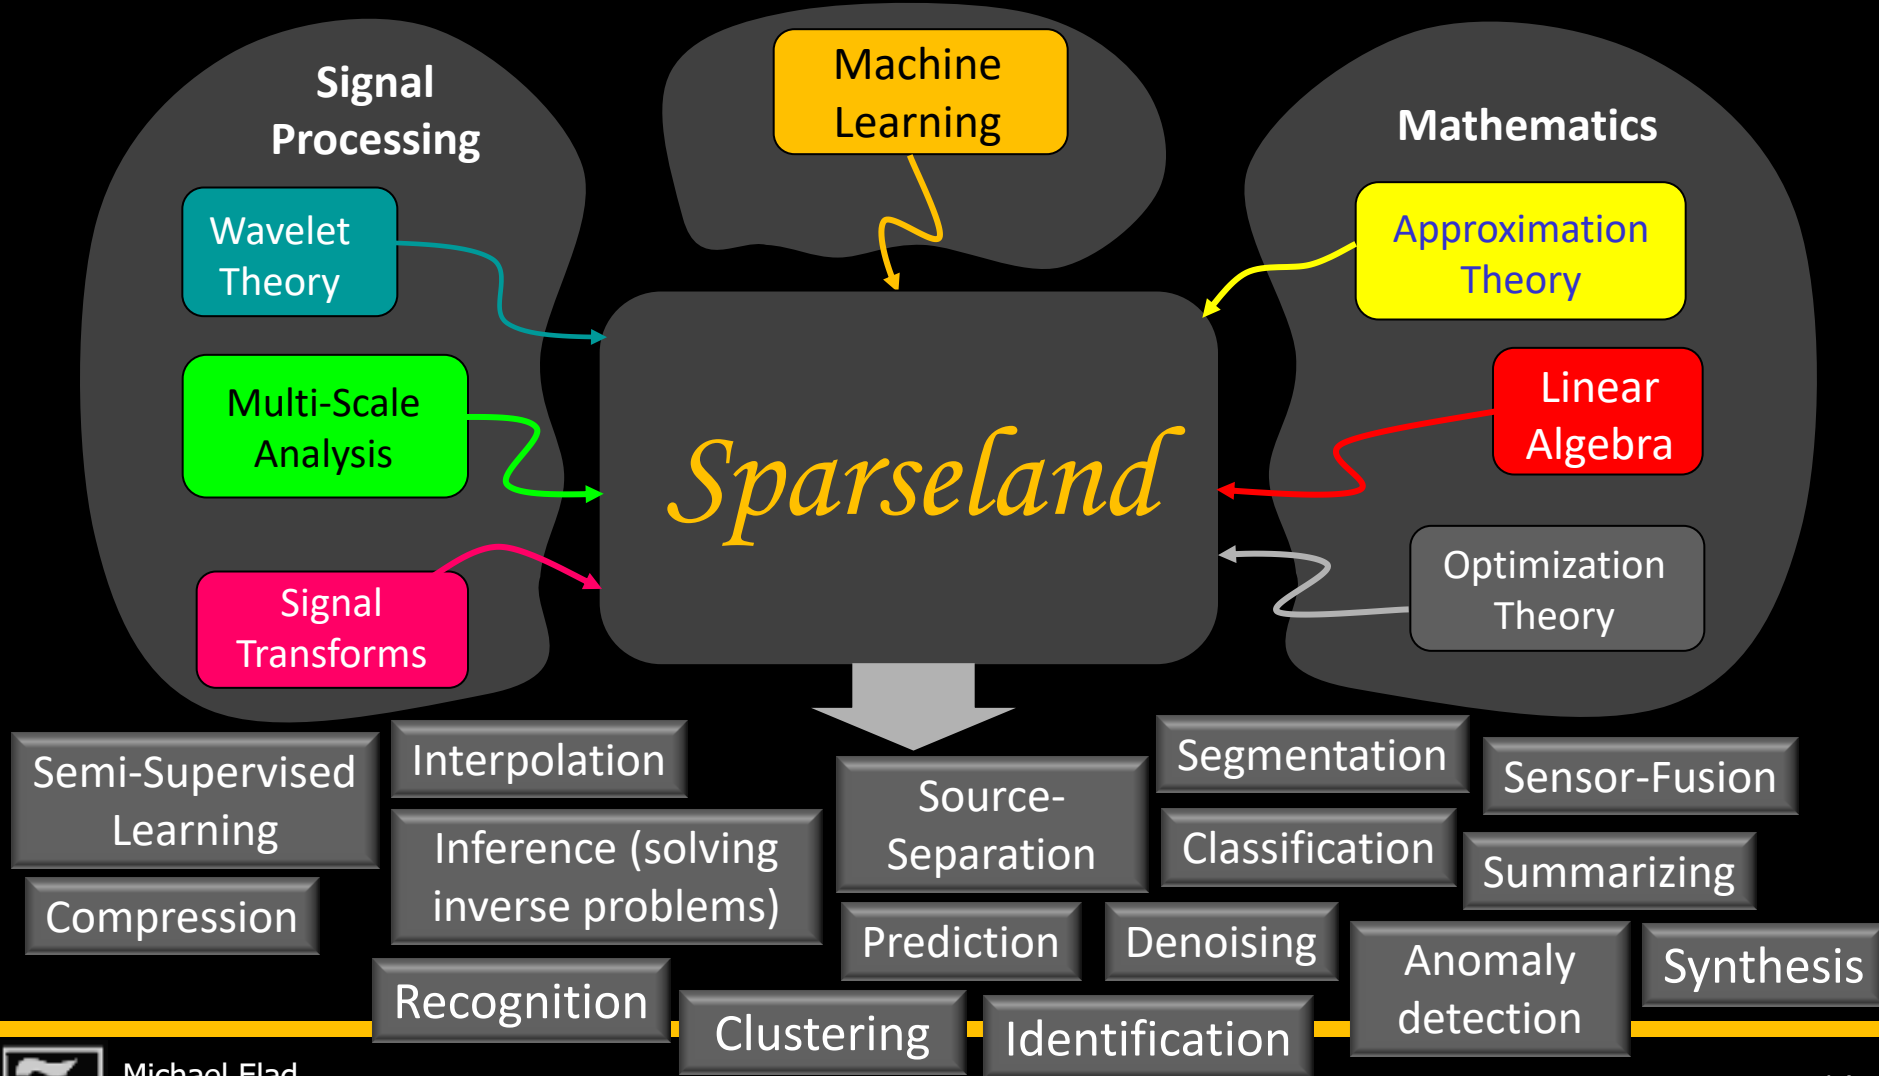 Signal
Processing
Wavelet
Theory
Multi-Scale
Analysis
Signal
Transforms
Machine
Learning
Mathematics
Approximation
Theory
Linear
Algebra
Optimization
Theory
Sparseland
Semi-Supervised
Learning
Interpolation
Compression
Inference (solving
inverse problems)
Source-
Separation
Segmentation
Sensor-Fusion
Classification
Summarizing
Prediction
Denoising
Anomaly
detection
Synthesis
Recognition
Clustering
Identification
Michael Elad